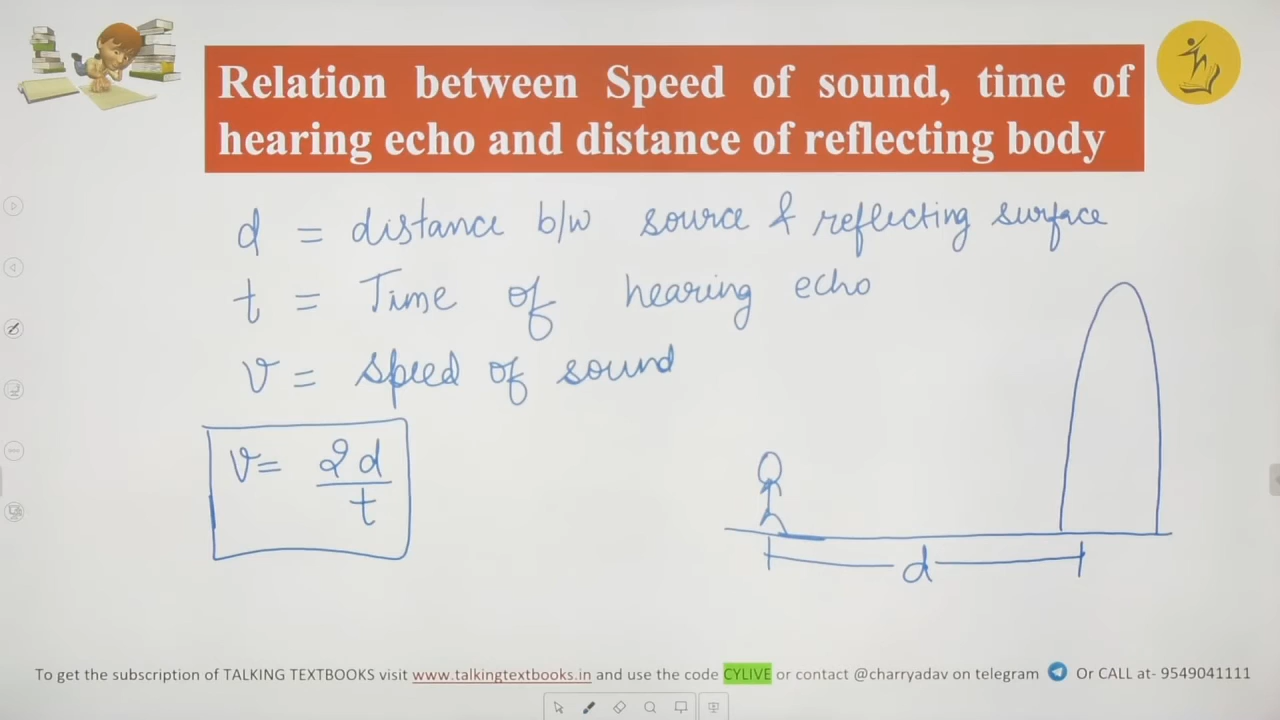 Relation between Speed of sound, time of
hearing echo and distance of reflecting body
d = distance b/w source & reflecting surface
t = Time of hearing echo
v = speed of sound
v = 2d/t
d
To get the subscription of TALKING TEXTBOOKS visit www.talkingtextbooks.in and use the code CYLIVE or contact @charryadav on telegram Or CALL at- 9549041111